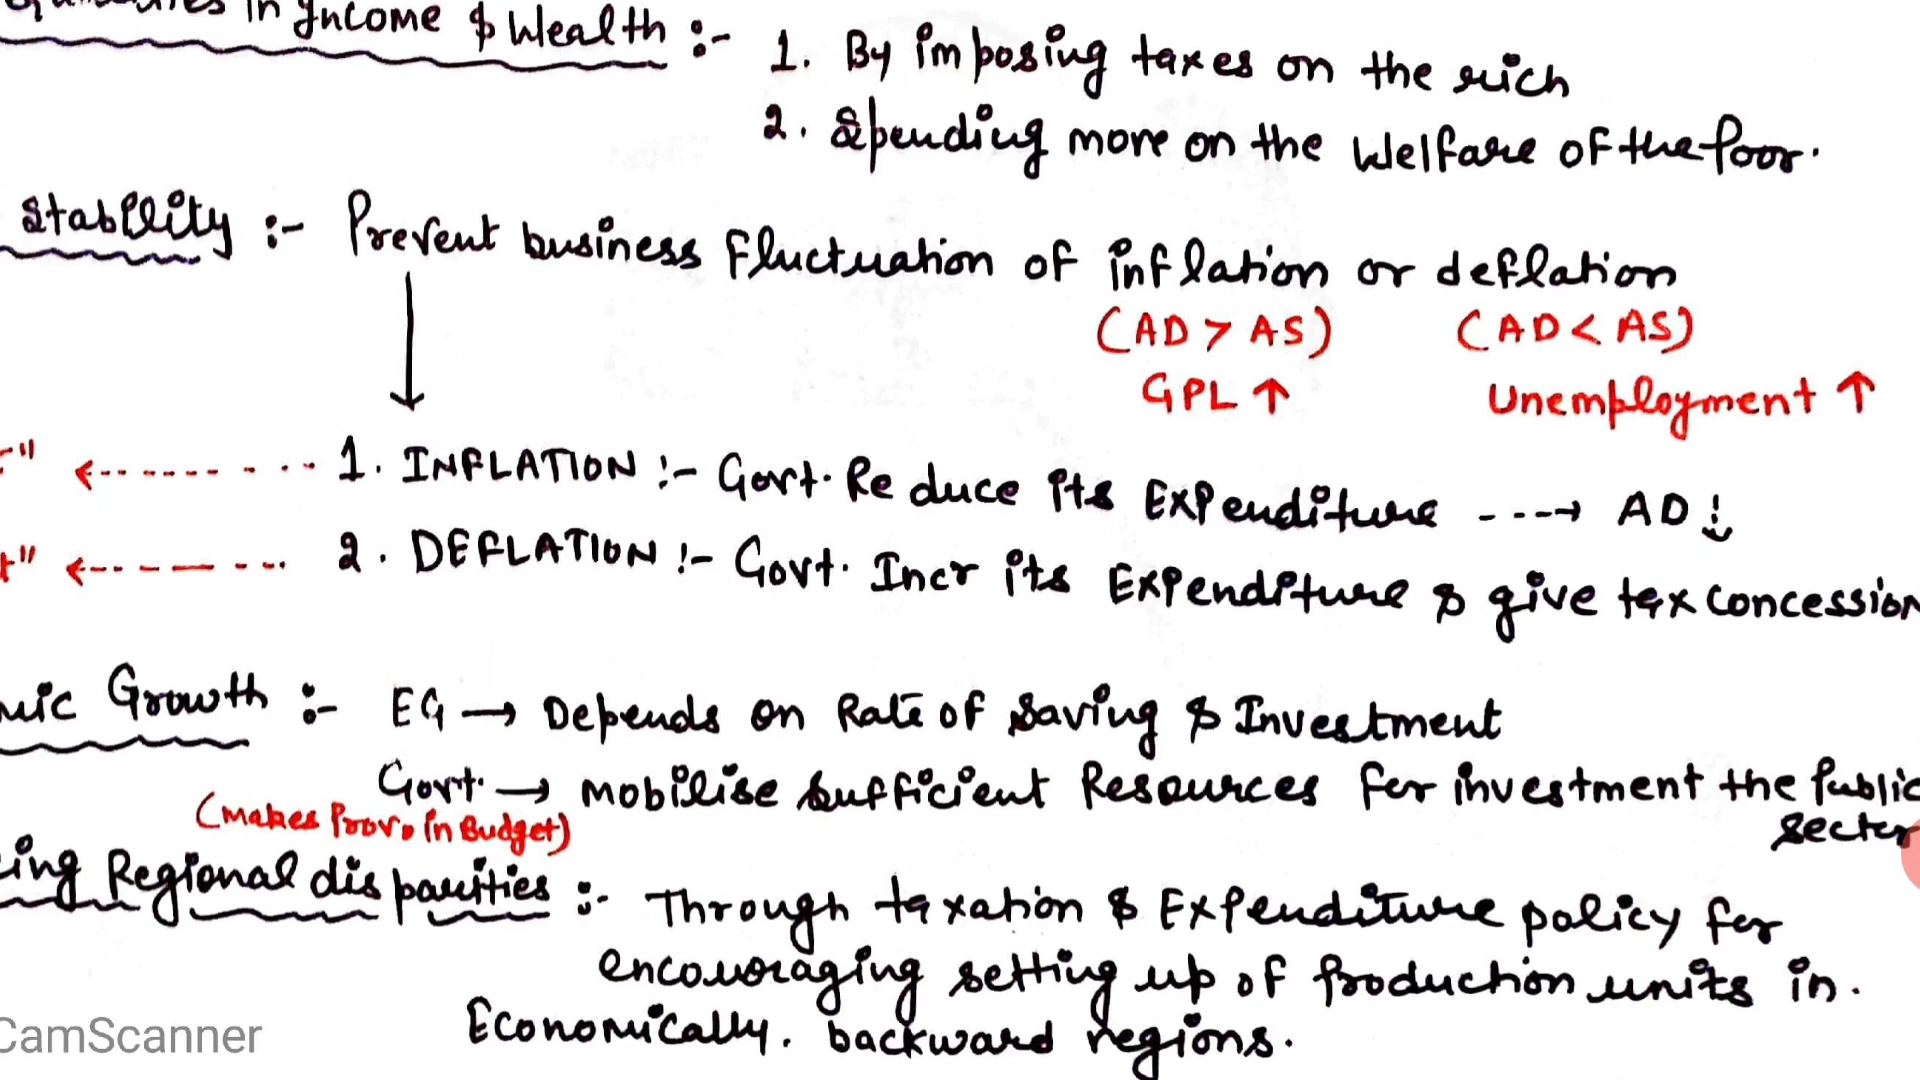 in Income & Wealth :- 1. By imposing taxes on the rich
2. Spending more on the Welfare of the Poor.
Stability :- Prevent business Fluctuation of inflation or deflation
(AD > AS) (AD < AS)
GPL ↑ Unemployment ↑
1. INFLATION :- Govt. Reduce its Expenditure ----→ AD ↓
2. DEFLATION :- Govt. Incr its Expenditure & give tax concession
Growth :- EG → Depends on Rate of Saving & Investment
Govt. → mobilise sufficient Resources for investment the Public
sector
(makes Prov. in Budget)
Regional disparities :- Through taxation & Expenditure policy for
encouraging setting up of Production units in.
Economically. backward regions.
CamScanner